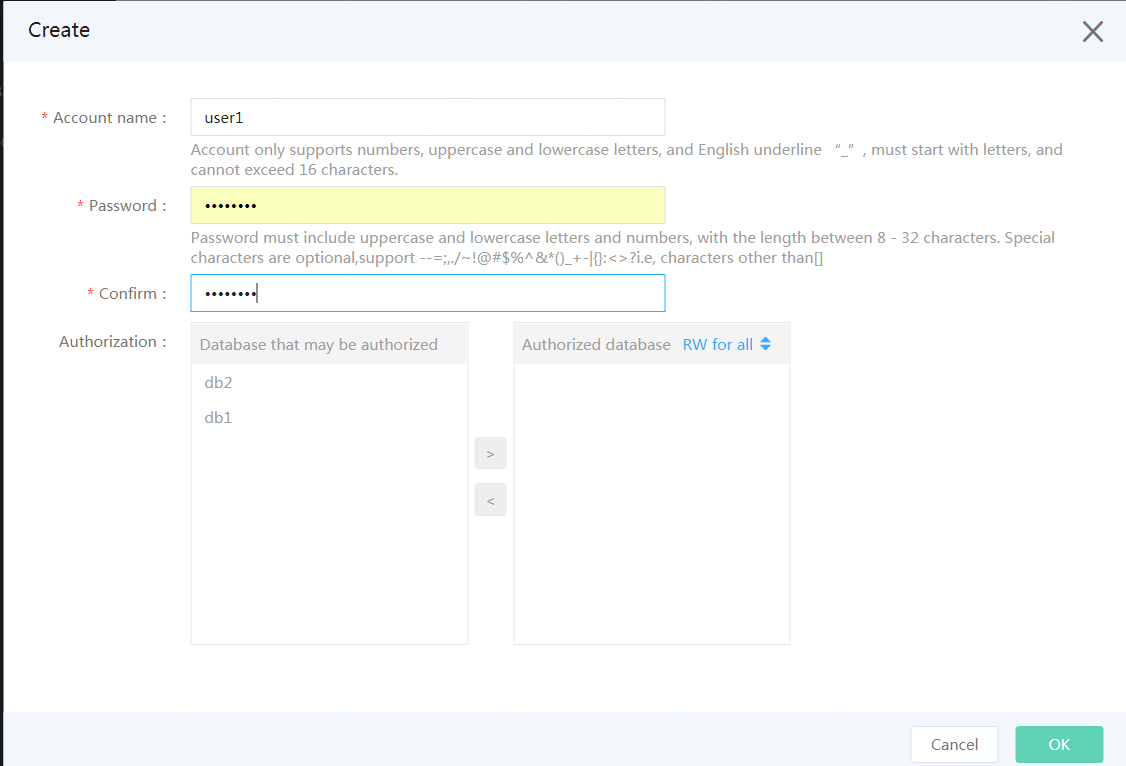 Create
* Account name :
user1
Account only supports numbers, uppercase and lowercase letters, and English underline “_” , must start with letters, and
cannot exceed 16 characters.
* Password :
••••••••
Password must include uppercase and lowercase letters and numbers, with the length between 8 - 32 characters. Special
characters are optional,support --=;,./~!@#$%^&*()_+-|{}:<>?i.e, characters other than[]
* Confirm :
••••••••
Authorization :
Database that may be authorized
db2
db1
>
<
Authorized database RW for all
Cancel
OK